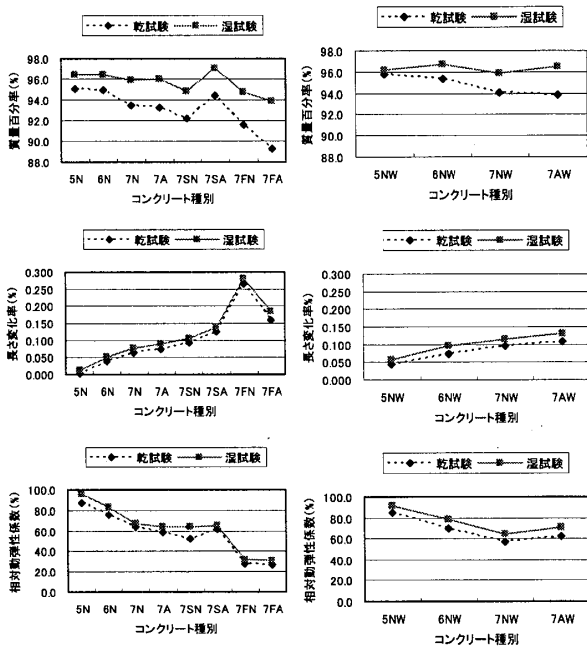 乾試験 湿試験
質量百分率(%)
98.0
96.0
94.0
92.0
90.0
88.0
5N 6N 7N 7A 7SN 7SA 7FN 7FA
コンクリート種別
乾試験 湿試験
質量百分率(%)
98.0
96.0
94.0
92.0
90.0
88.0
5NW 6NW 7NW 7AW
コンクリート種別
乾試験 湿試験
長さ変化率(%)
0.300
0.250
0.200
0.150
0.100
0.050
0.000
5N 6N 7N 7A 7SN 7SA 7FN 7FA
コンクリート種別
乾試験 湿試験
長さ変化率(%)
0.300
0.250
0.200
0.150
0.100
0.050
0.000
5NW 6NW 7NW 7AW
コンクリート種別
乾試験 湿試験
相対動弾性係数(%)
100.0
80.0
60.0
40.0
20.0
0.0
5N 6N 7N 7A 7SN 7SA 7FN 7FA
コンクリート種別
乾試験 湿試験
相対動弾性係数(%)
100.0
80.0
60.0
40.0
20.0
0.0
5NW 6NW 7NW 7AW
コンクリート種別